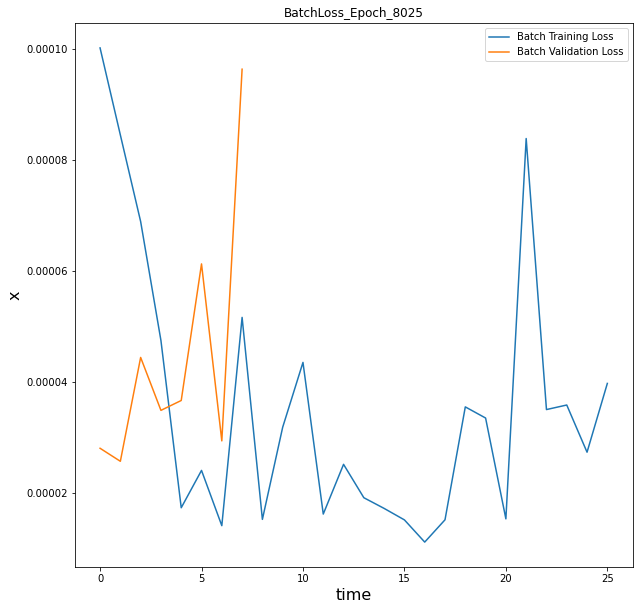 BatchLoss_Epoch_8025
Batch Training Loss
Batch Validation Loss
0.00010
0.00008
0.00006
0.00004
0.00002
x
0 5 10 15 20 25
time